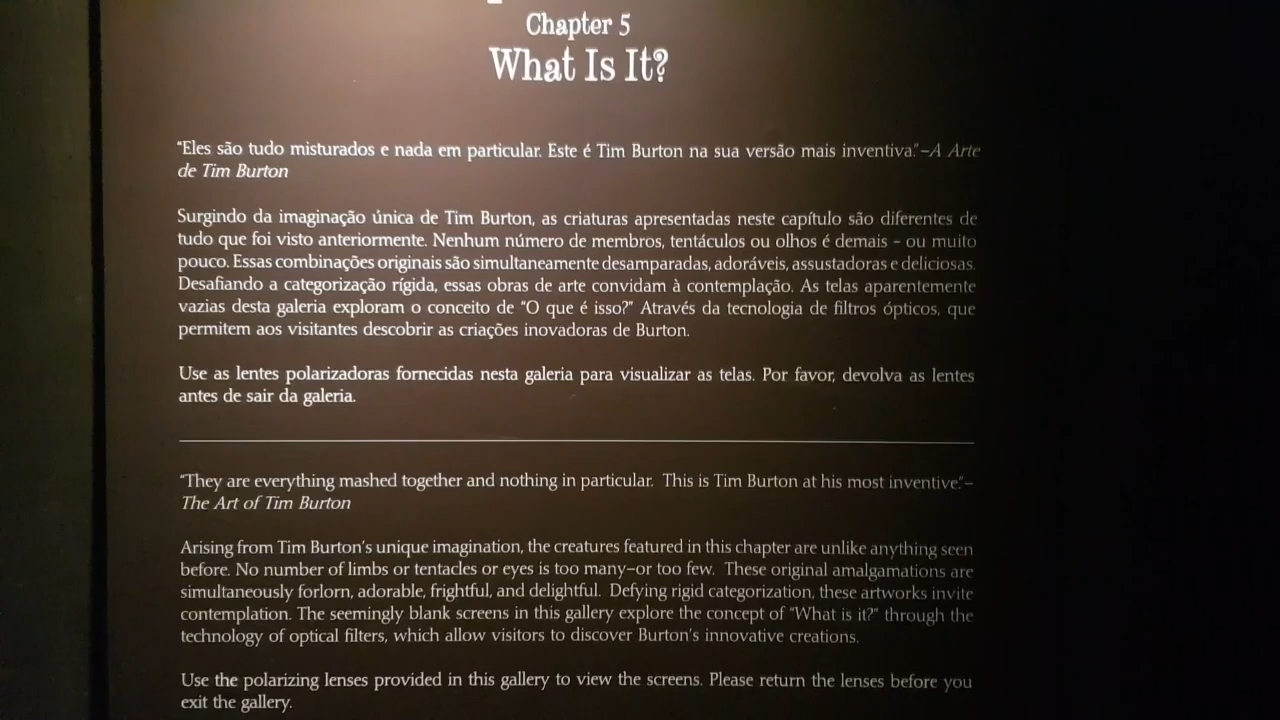 Chapter 5
What Is It?
"Eles são tudo misturados e nada em particular. Este é Tim Burton na sua versão mais inventiva."–A Arte
de Tim Burton
Surgindo da imaginação única de Tim Burton, as criaturas apresentadas neste capítulo são diferentes de
tudo que foi visto anteriormente. Nenhum número de membros, tentáculos ou olhos é demais - ou muito
pouco. Essas combinações originais são simultaneamente desamparadas, adoráveis, assustadoras e deliciosas.
Desafiando a categorização rígida, essas obras de arte convidam à contemplação. As telas aparentemente
vazias desta galeria exploram o conceito de "O que é isso?" Através da tecnologia de filtros ópticos, que
permitem aos visitantes descobrir as criações inovadoras de Burton.
Use as lentes polarizadoras fornecidas nesta galeria para visualizar as telas. Por favor, devolva as lentes
antes de sair da galeria.
"They are everything mashed together and nothing in particular.  This is Tim Burton at his most inventive."–
The Art of Tim Burton
Arising from Tim Burton's unique imagination, the creatures featured in this chapter are unlike anything seen
before. No number of limbs or tentacles or eyes is too many–or too few.  These original amalgamations are
simultaneously forlorn, adorable, frightful, and delightful.  Defying rigid categorization, these artworks invite
contemplation. The seemingly blank screens in this gallery explore the concept of "What is it?" through the
technology of optical filters, which allow visitors to discover Burton's innovative creations.
Use the polarizing lenses provided in this gallery to view the screens. Please return the lenses before you
exit the gallery.